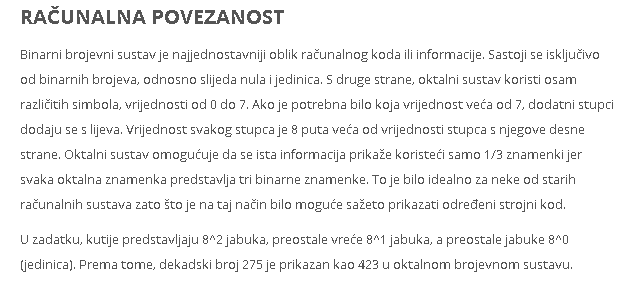 RAČUNALNA POVEZANOST
Binarni brojevni sustav je najjednostavniji oblik računalnog koda ili informacije. Sastoji se isključivo
od binarnih brojeva, odnosno slijeda nula i jedinica. S druge strane, oktalni sustav koristi osam
različitih simbola, vrijednosti od 0 do 7. Ako je potrebna bilo koja vrijednost veća od 7, dodatni stupci
dodaju se s lijeva. Vrijednost svakog stupca je 8 puta veća od vrijednosti stupca s njegove desne
strane. Oktalni sustav omogućuje da se ista informacija prikaže koristeći samo 1/3 znamenki jer
svaka oktalna znamenka predstavlja tri binarne znamenke. To je bilo idealno za neke od starih
računalnih sustava zato što je na taj način bilo moguće sažeto prikazati određeni strojni kod.
U zadatku, kutije predstavljaju 8^2 jabuka, preostale vreće 8^1 jabuka, a preostale jabuke 8^0
(jedinica). Prema tome, dekadski broj 275 je prikazan kao 423 u oktalnom brojevnom sustavu.